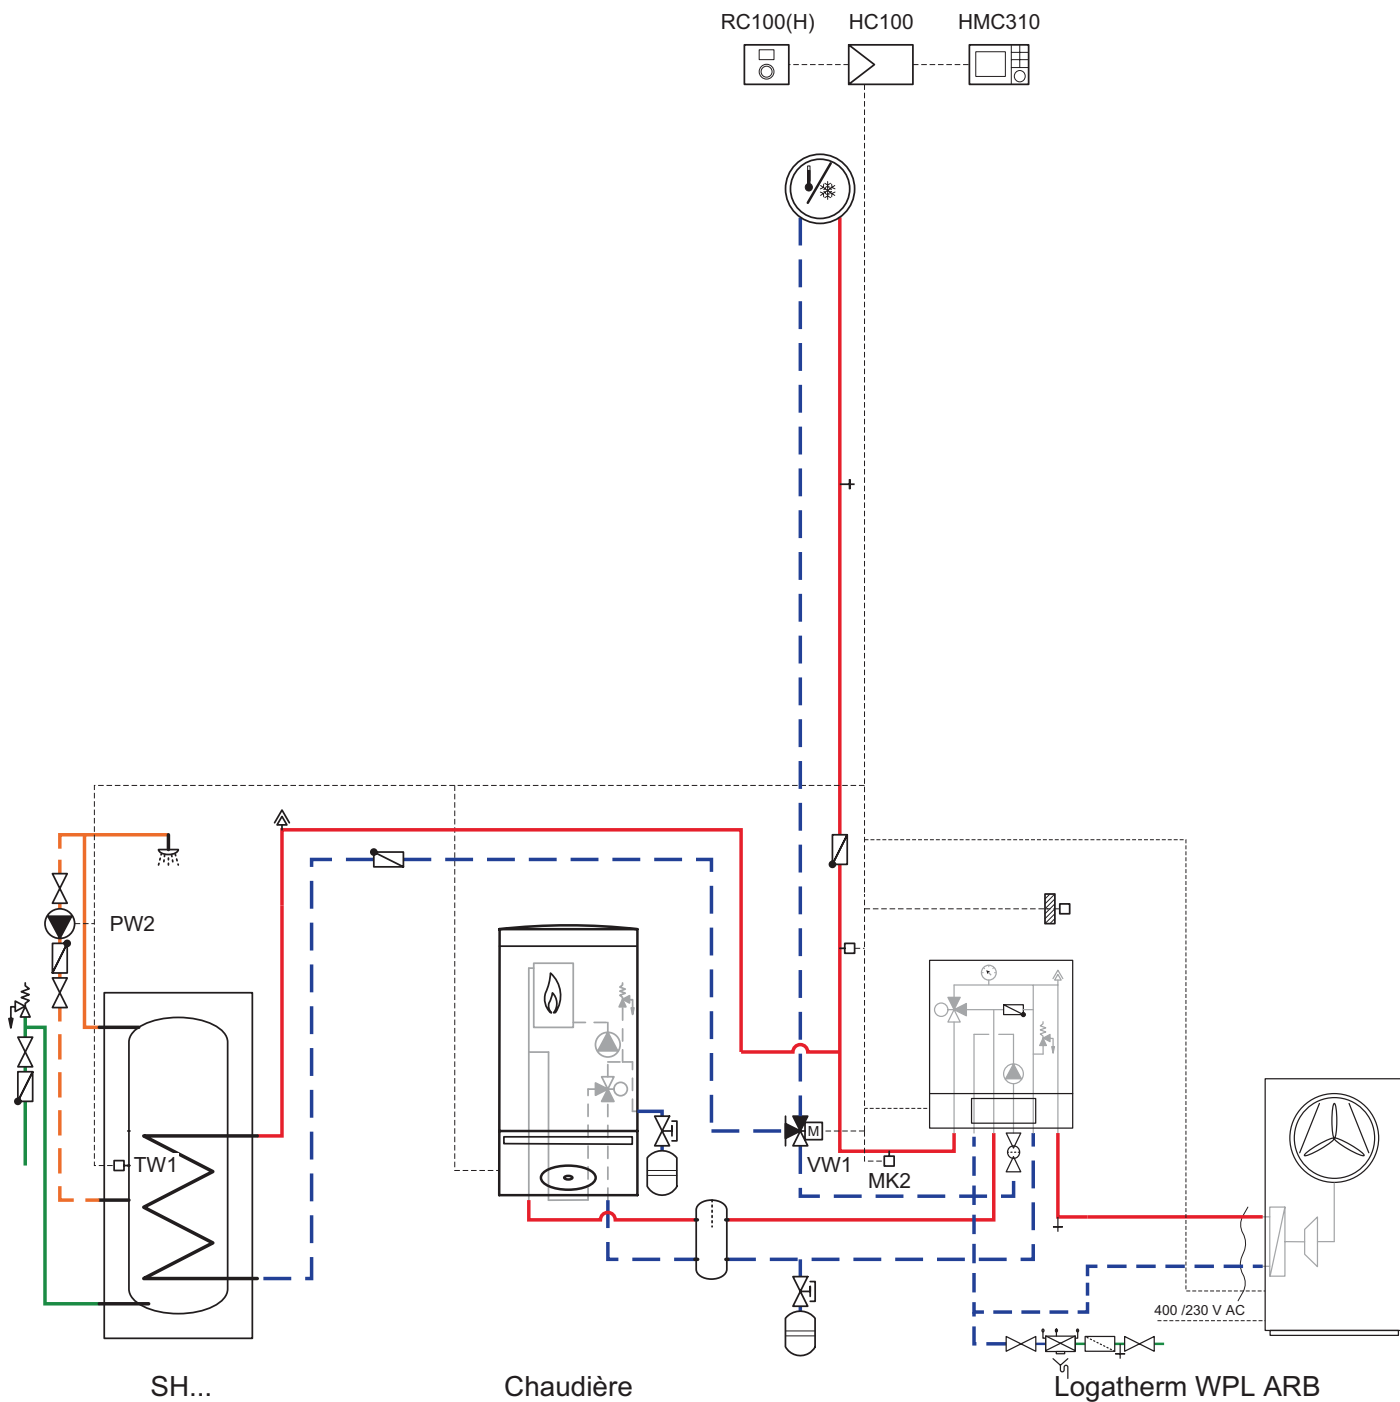 RC100(H) HC100 HMC310
PW2
TW1
M
VW1
MK2
400 /230 V AC
SH...
Chaudière
Logatherm WPL ARB